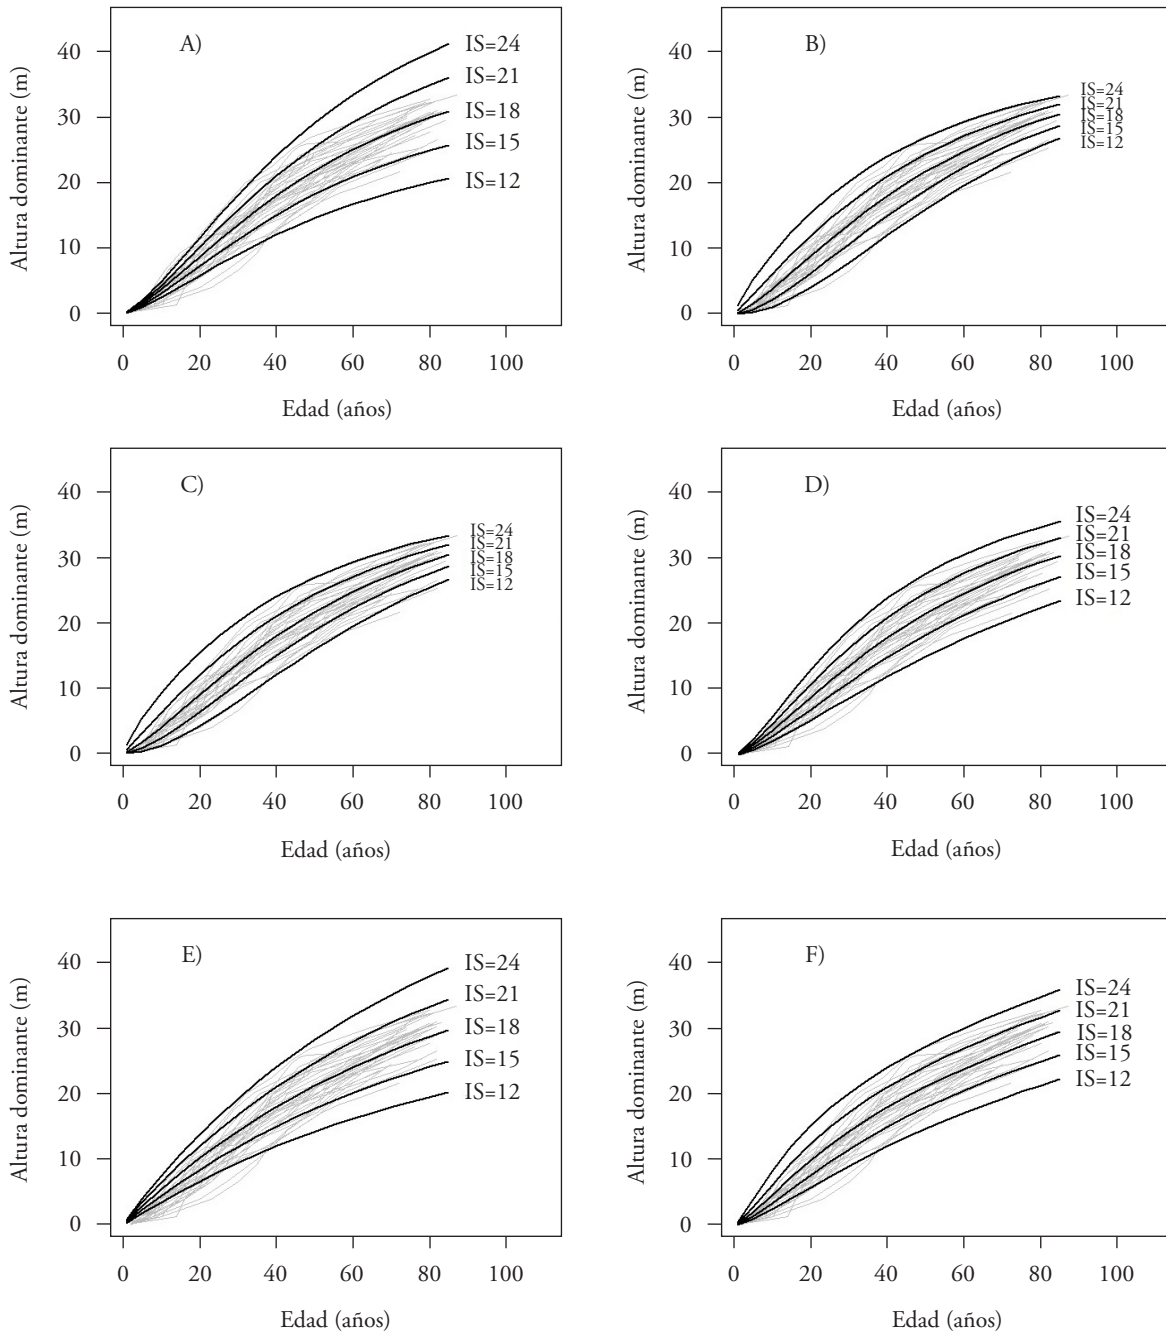 A)
Altura dominante (m)
40
30
20
10
0
IS=24
IS=21
IS=18
IS=15
IS=12
0 20 40 60 80 100
Edad (años)
B)
Altura dominante (m)
40
30
20
10
0
IS=24
IS=21
IS=18
IS=15
IS=12
0 20 40 60 80 100
Edad (años)
C)
Altura dominante (m)
40
30
20
10
0
IS=24
IS=21
IS=18
IS=15
IS=12
0 20 40 60 80 100
Edad (años)
D)
Altura dominante (m)
40
30
20
10
0
IS=24
IS=21
IS=18
IS=15
IS=12
0 20 40 60 80 100
Edad (años)
E)
Altura dominante (m)
40
30
20
10
0
IS=24
IS=21
IS=18
IS=15
IS=12
0 20 40 60 80 100
Edad (años)
F)
Altura dominante (m)
40
30
20
10
0
IS=24
IS=21
IS=18
IS=15
IS=12
0 20 40 60 80 100
Edad (años)